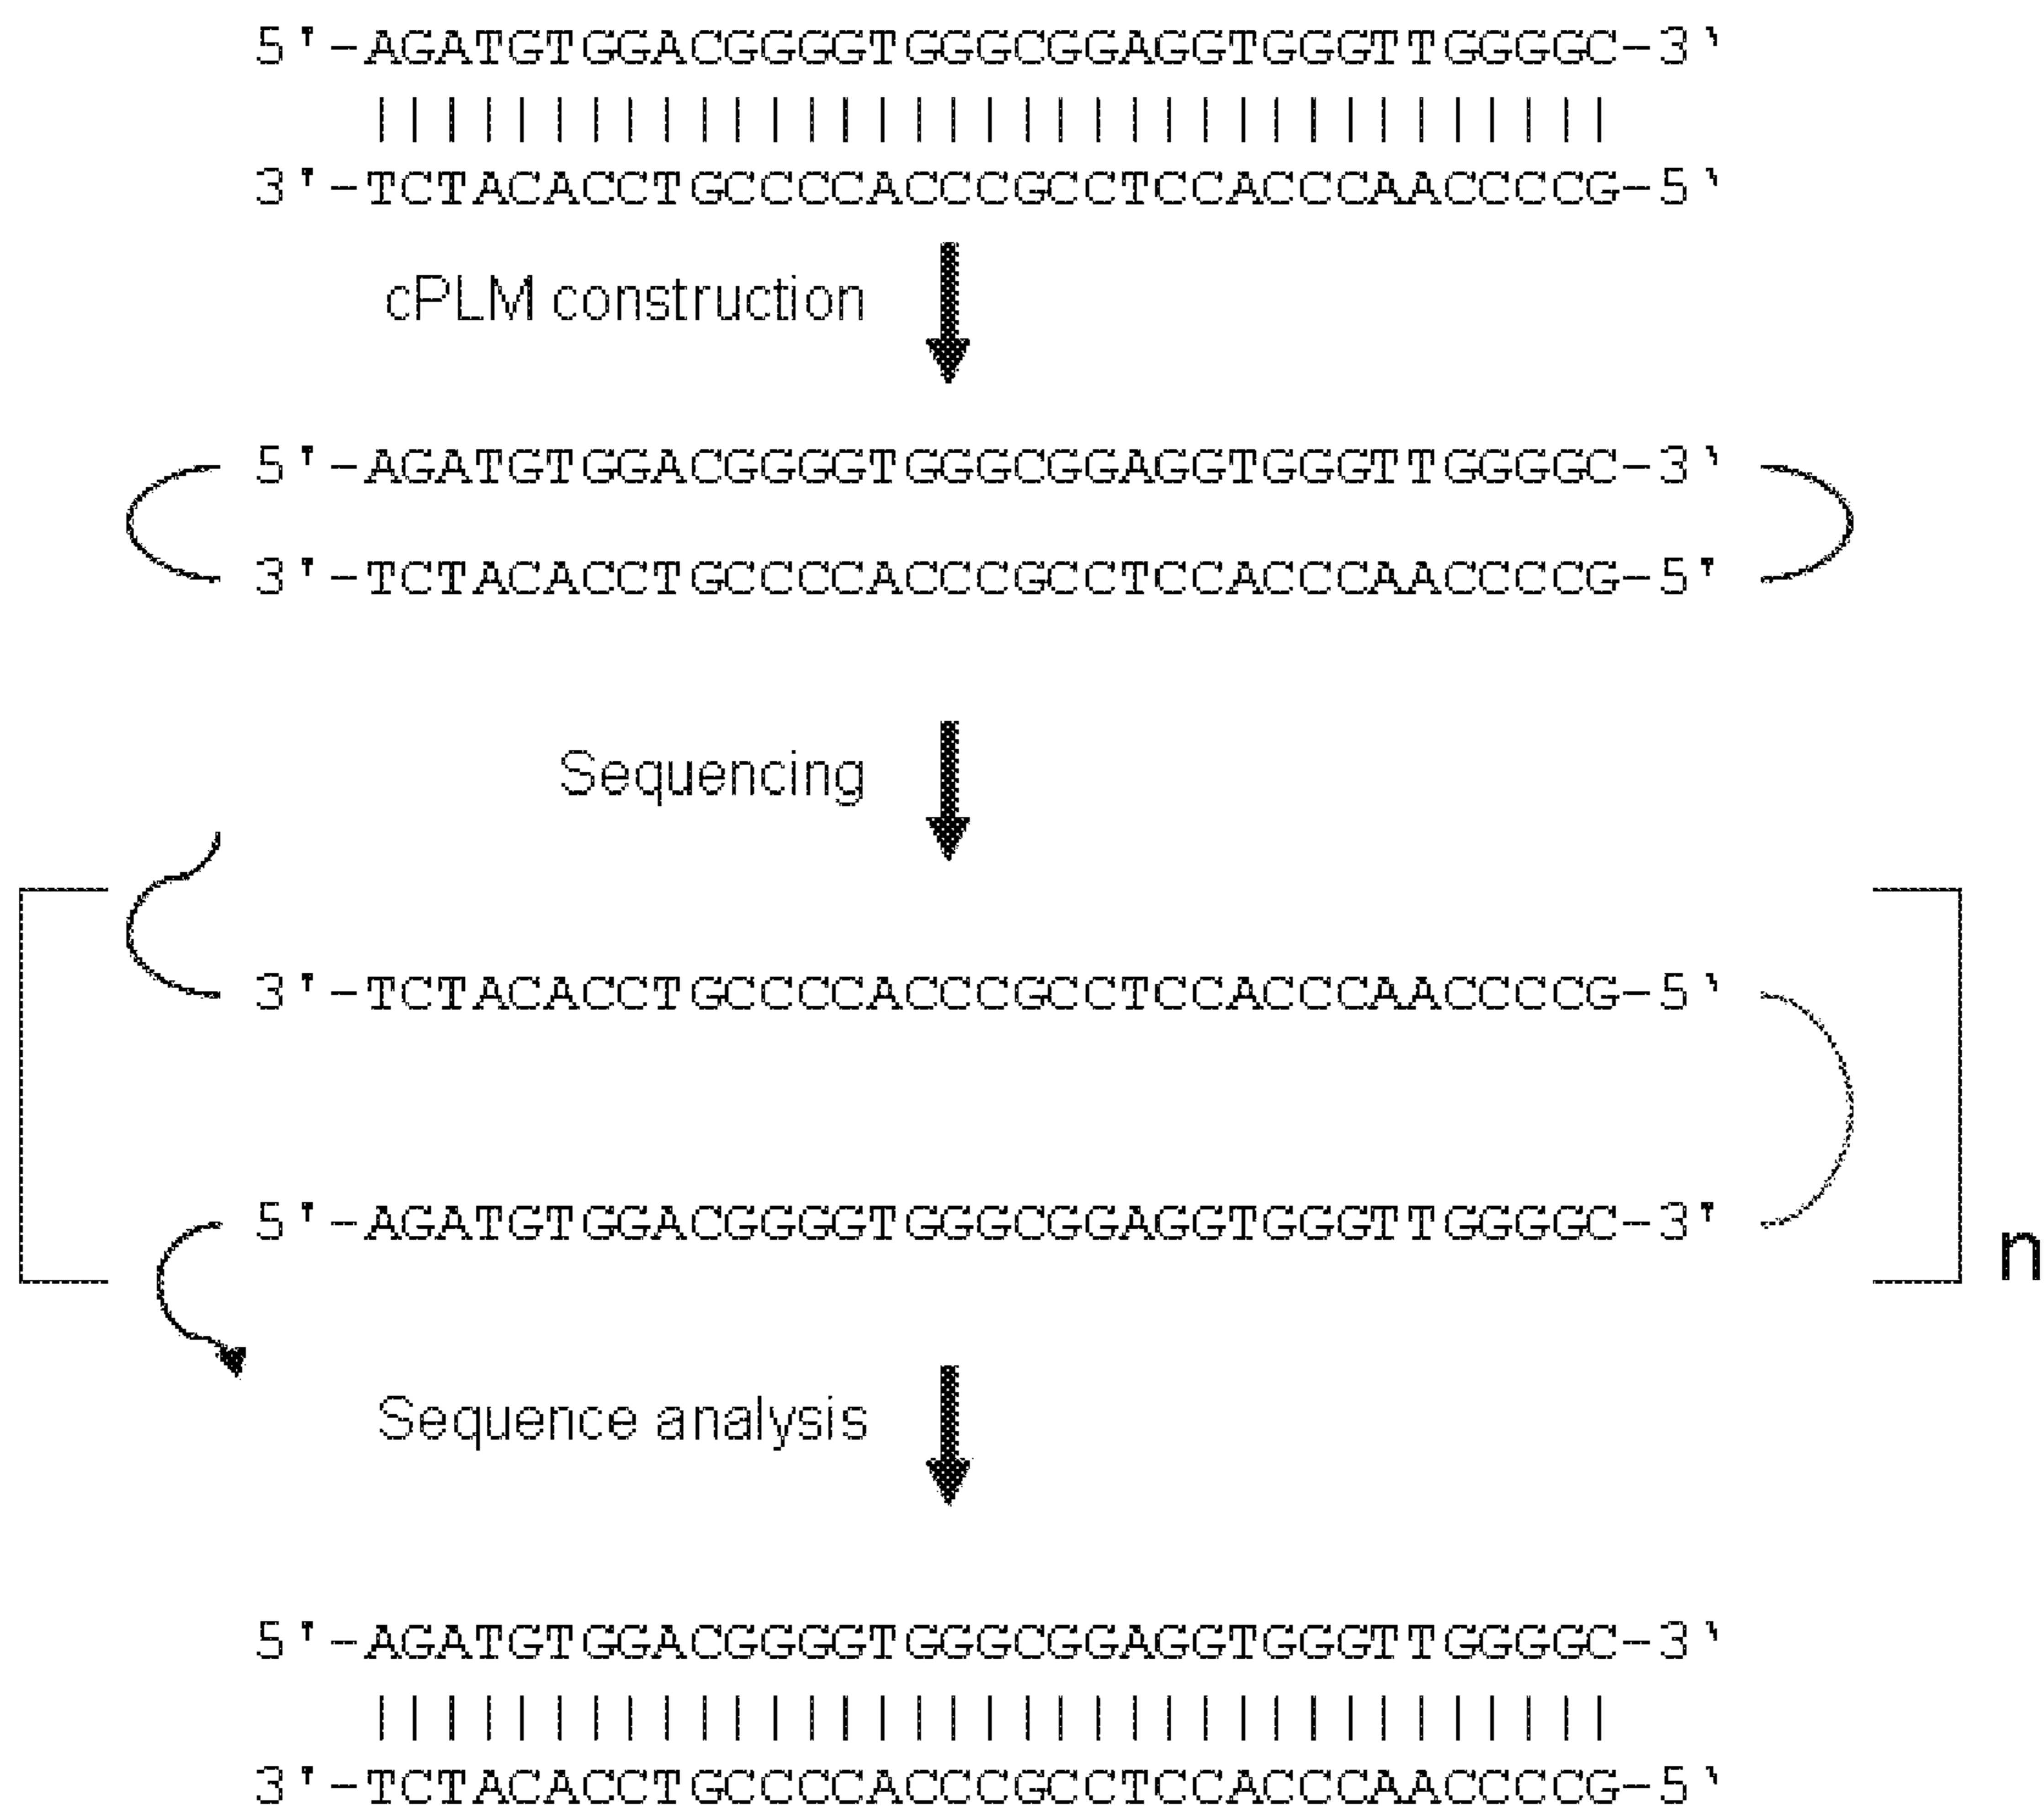 5'-AGATGTGGACGGGGTGGGCGGAGGTGGGTTGGGGC-3'
3'-TCTACACCTGCCCCACCCGCCTCCACCCAACCCCG-5'
cPLM construction
5'-AGATGTGGACGGGGTGGGCGGAGGTGGGTTGGGGC-3'
3'-TCTACACCTGCCCCACCCGCCTCCACCCAACCCCG-5'
Sequencing
3'-TCTACACCTGCCCCACCCGCCTCCACCCAACCCCG-5'
5'-AGATGTGGACGGGGTGGGCGGAGGTGGGTTGGGGC-3'
n
Sequence analysis
5'-AGATGTGGACGGGGTGGGCGGAGGTGGGTTGGGGC-3'
3'-TCTACACCTGCCCCACCCGCCTCCACCCAACCCCG-5'